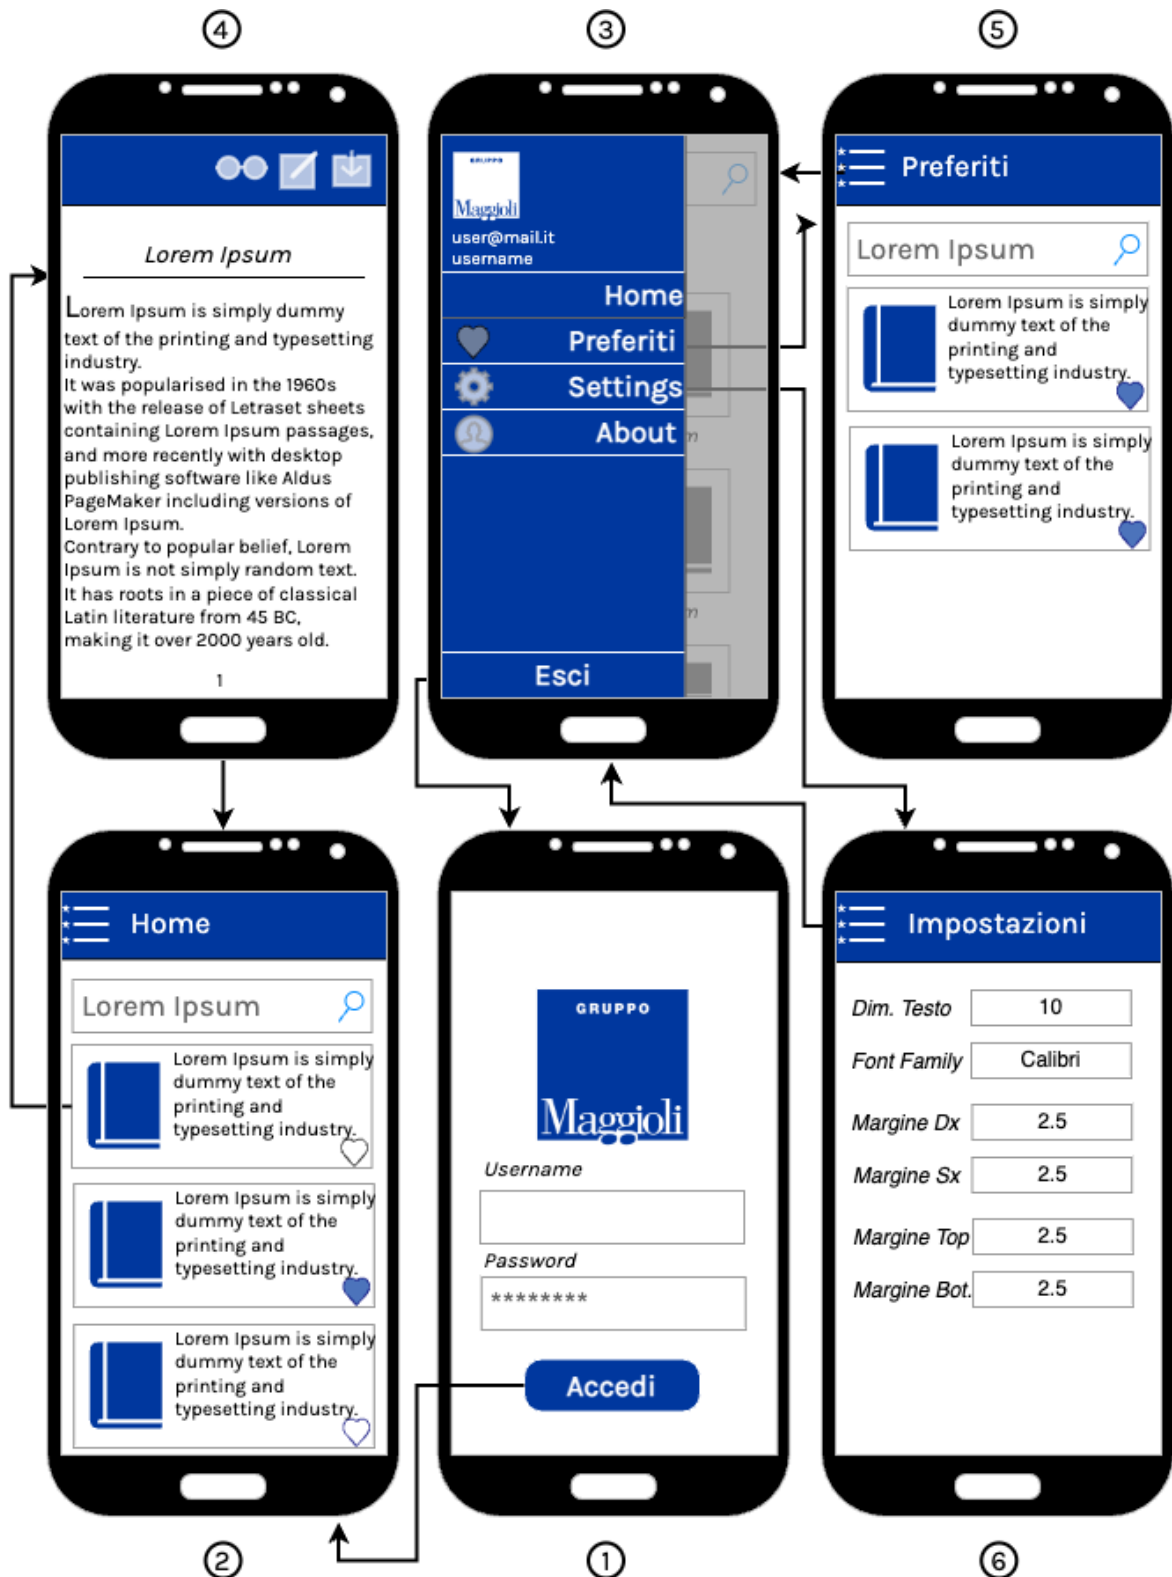 4
3
5
Lorem Ipsum
Lorem Ipsum is simply dummy
text of the printing and typesetting
industry.
It was popularised in the 1960s
with the release of Letraset sheets
containing Lorem Ipsum passages,
and more recently with desktop
publishing software like Aldus
PageMaker including versions of
Lorem Ipsum.
Contrary to popular belief, Lorem
Ipsum is not simply random text.
It has roots in a piece of classical
Latin literature from 45 BC,
making it over 2000 years old.
1
GRUPPO
Maggioli
user@mail.it
username
Home
Preferiti
Settings
About
m
m
Esci
Preferiti
Lorem Ipsum
Lorem Ipsum is simply
dummy text of the
printing and
typesetting industry.
Lorem Ipsum is simply
dummy text of the
printing and
typesetting industry.
Home
Lorem Ipsum
Lorem Ipsum is simply
dummy text of the
printing and
typesetting industry.
Lorem Ipsum is simply
dummy text of the
printing and
typesetting industry.
Lorem Ipsum is simply
dummy text of the
printing and
typesetting industry.
GRUPPO
Maggioli
Username
Password
********
Accedi
Impostazioni
Dim. Testo 10
Font Family Calibri
Margine Dx 2.5
Margine Sx 2.5
Margine Top 2.5
Margine Bot. 2.5
2
1
6